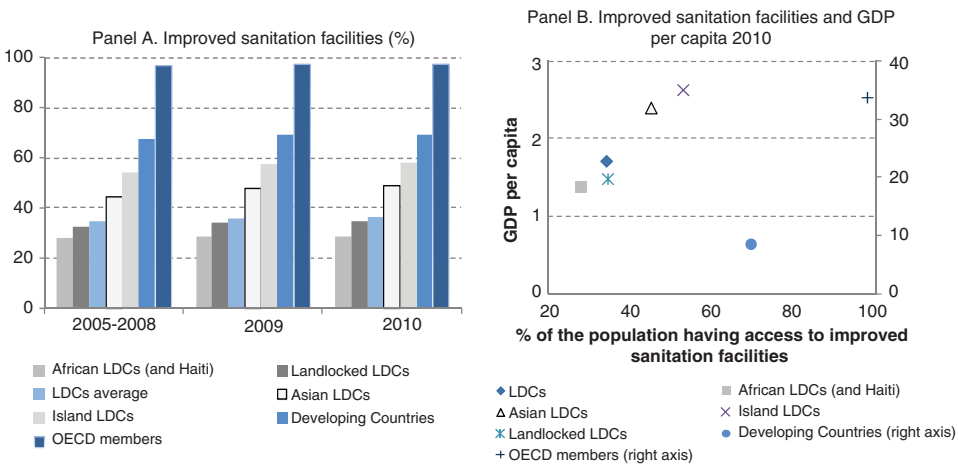 Panel A. Improved sanitation facilities (%)
100
80
60
40
20
0
2005-2008 2009 2010
African LDCs (and Haiti) Landlocked LDCs
LDCs average Asian LDCs
Island LDCs Developing Countries
OECD members
Panel B. Improved sanitation facilities and GDP
per capita 2010
3
2
1
0
GDP per capita
40
30
20
10
0
20 40 60 80 100
% of the population having access to improved
sanitation facilities
LDCs African LDCs (and Haiti)
Asian LDCs Island LDCs
Landlocked LDCs Developing Countries (right axis)
OECD members (right axis)